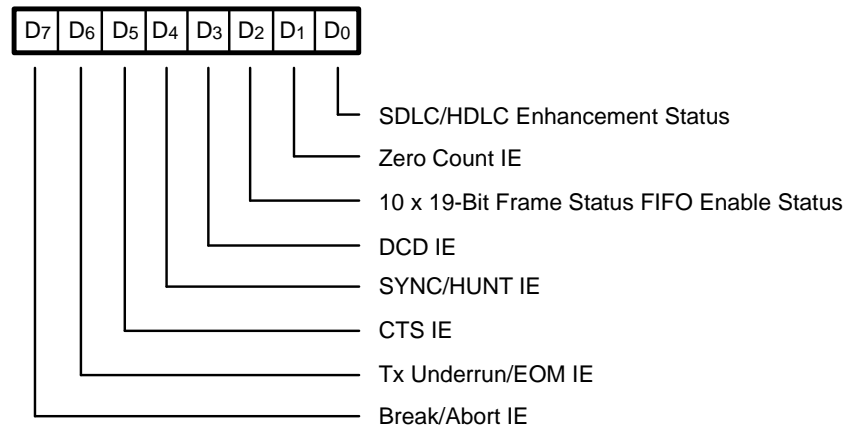 D7 D6 D5 D4 D3 D2 D1 D0
SDLC/HDLC Enhancement Status
Zero Count IE
10 x 19-Bit Frame Status FIFO Enable Status
DCD IE
SYNC/HUNT IE
CTS IE
Tx Underrun/EOM IE
Break/Abort IE